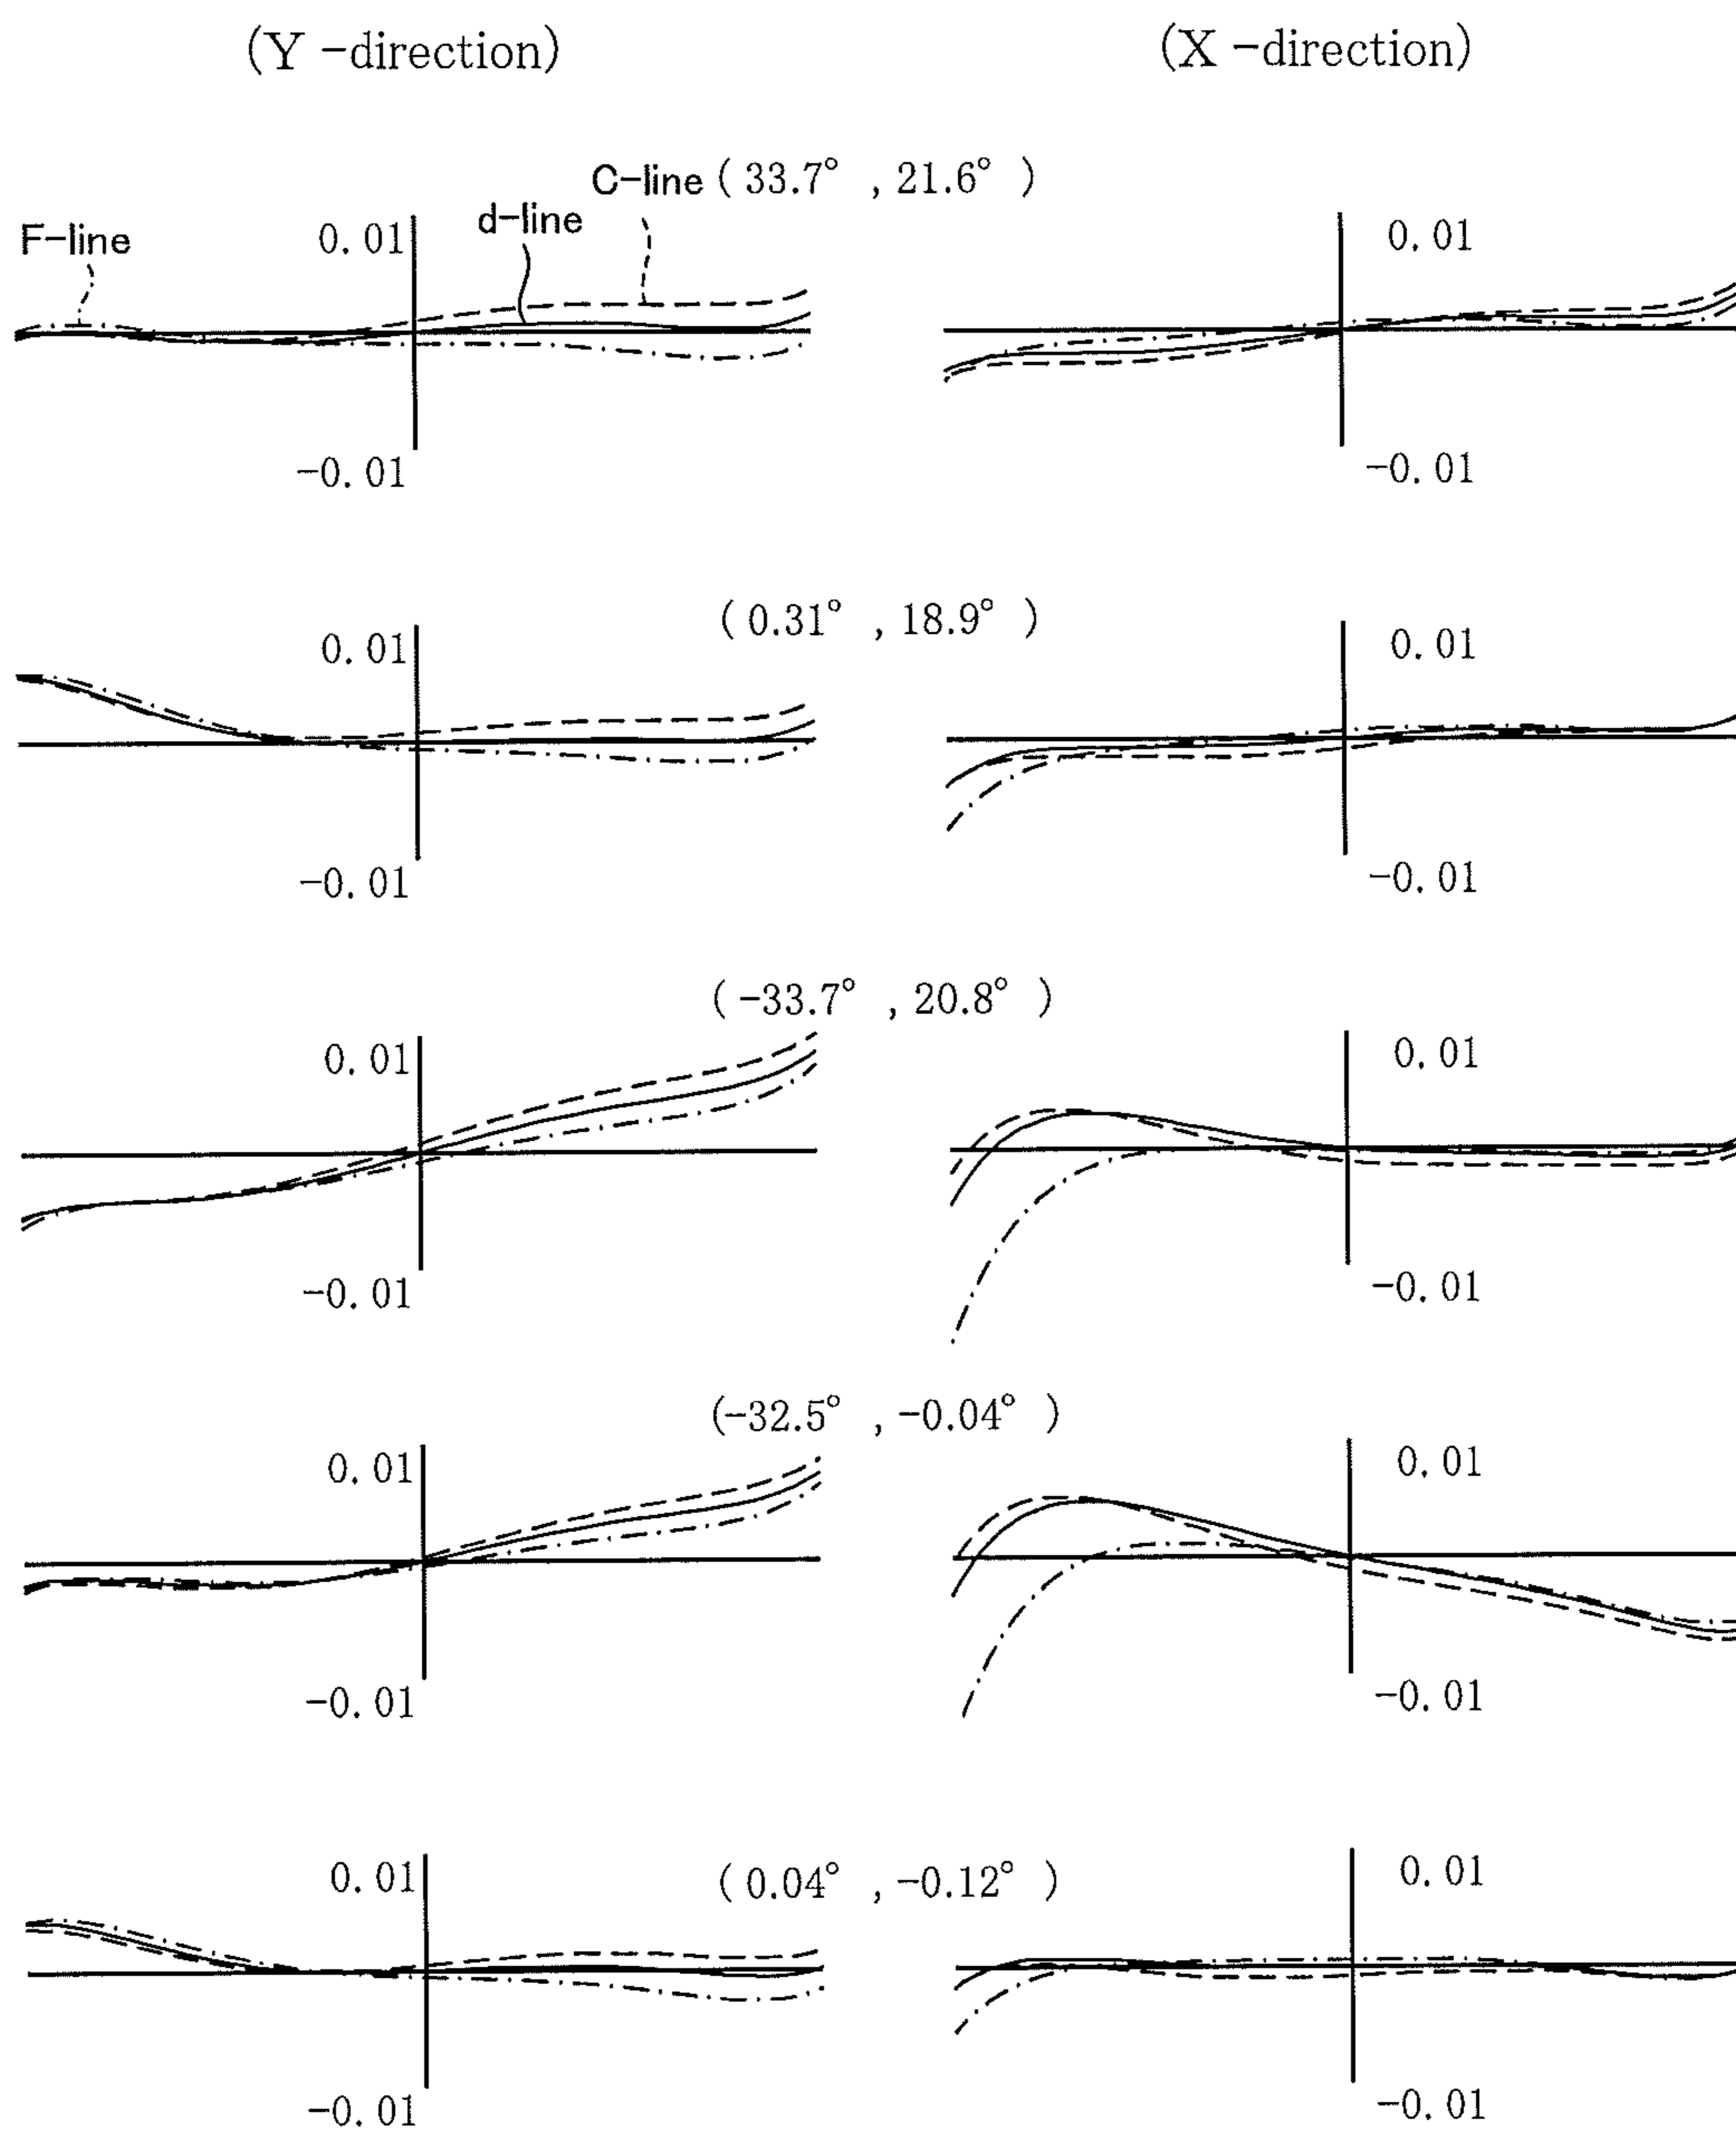 (Y -direction) (X -direction)
C-line ( 33.7° , 21.6° )
F-line 0.01 d-line 0.01
-0.01 -0.01
( 0.31° , 18.9° )
0.01 0.01
-0.01 -0.01
( -33.7° , 20.8° )
0.01 0.01
-0.01 -0.01
(-32.5° , -0.04° )
0.01 0.01
-0.01 -0.01
0.01 ( 0.04° , -0.12° ) 0.01
-0.01 -0.01